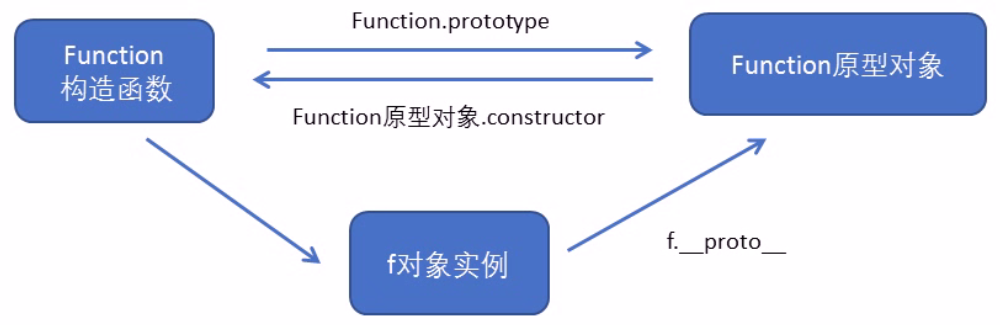 Function.prototype
Function
构造函数
Function原型对象
Function原型对象.constructor
f对象实例
f.__proto__